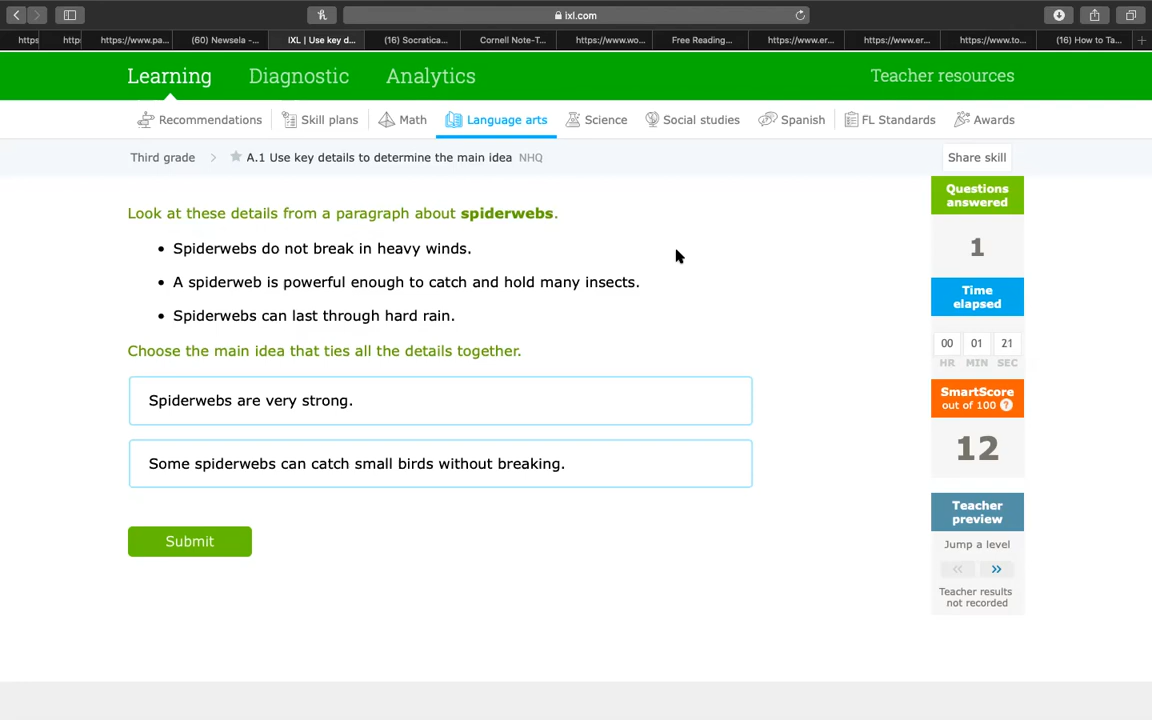 ixl.com
https
http
https://www.pa...
(60) Newsela -...
IXL | Use key d...
(16) Socratica...
Cornell Note-T...
https://www.wo...
Free Reading...
https://www.er...
https://www.er...
https://www.to...
(16) How to Ta...
Learning
Diagnostic
Analytics
Teacher resources
Recommendations
Skill plans
Math
Language arts
Science
Social studies
Spanish
FL Standards
Awards
Third grade
A.1 Use key details to determine the main idea NHQ
Share skill
Look at these details from a paragraph about spiderwebs.
• Spiderwebs do not break in heavy winds.
• A spiderweb is powerful enough to catch and hold many insects.
• Spiderwebs can last through hard rain.
Choose the main idea that ties all the details together.
Spiderwebs are very strong.
Some spiderwebs can catch small birds without breaking.
Submit
Questions
answered
1
Time
elapsed
00 01 21
HR MIN SEC
SmartScore
out of 100 ?
12
Teacher
preview
Jump a level
Teacher results
not recorded